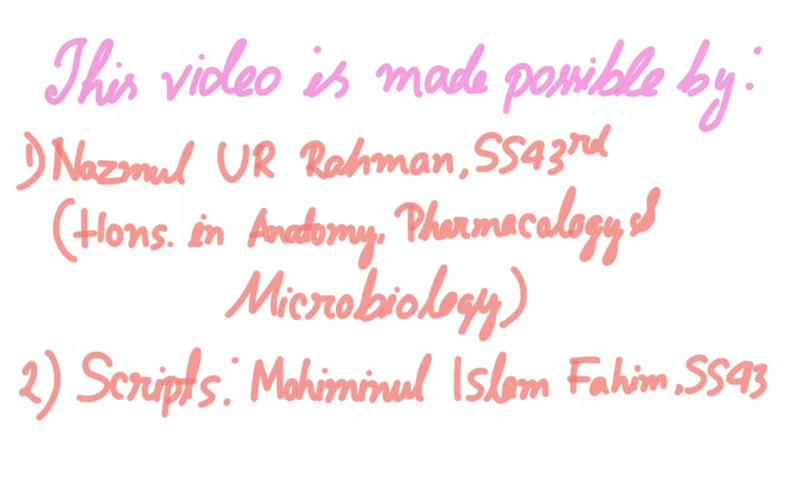 This video is made possible by:
1) Nazmul UR Rahman, SS43rd
(Hons. in Anatomy, Pharmacology &
Microbiology)
2) Scripts: Mohiminul Islam Fahim, SS43